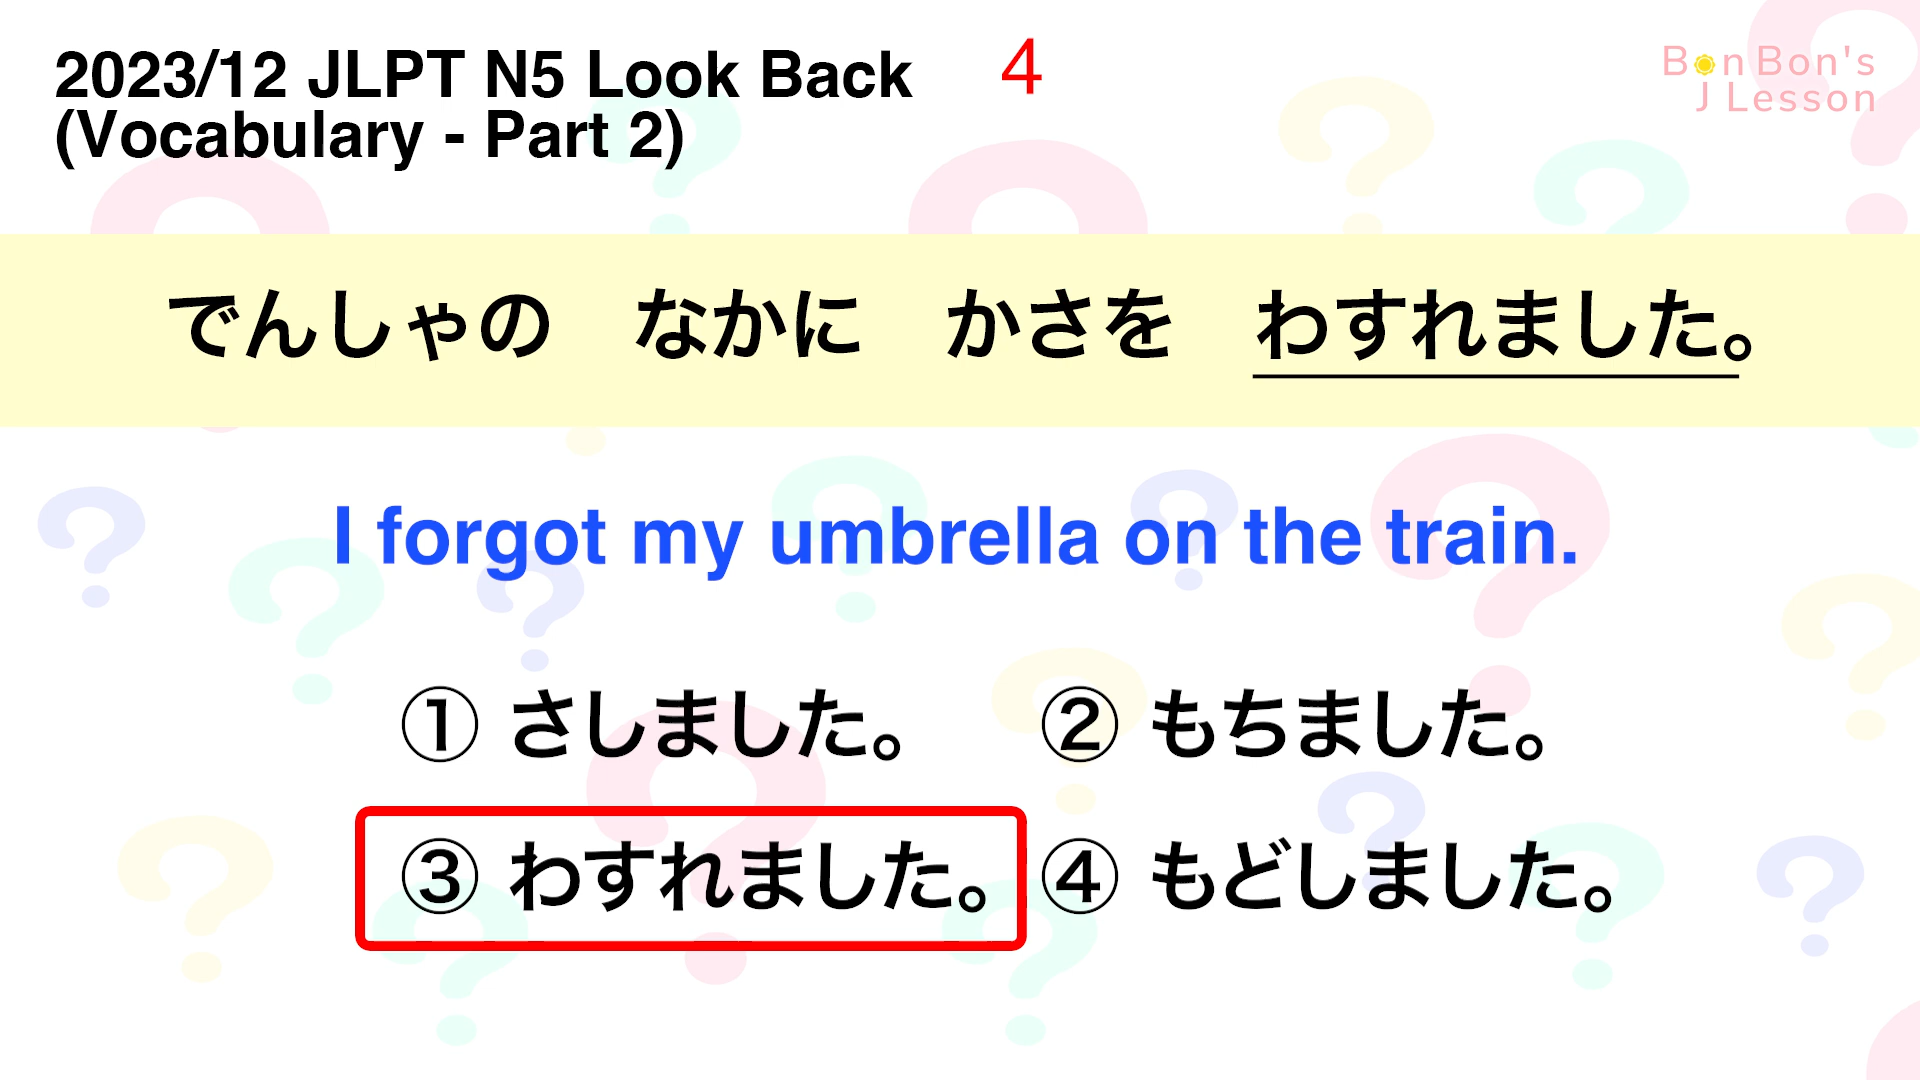 2023/12 JLPT N5 Look Back
(Vocabulary - Part 2)
4
BonBon's
J Lesson
でんしゃの　なかに　かさを　わすれました。
I forgot my umbrella on the train.
① さしました。　② もちました。
③ わすれました。　④ もどしました。